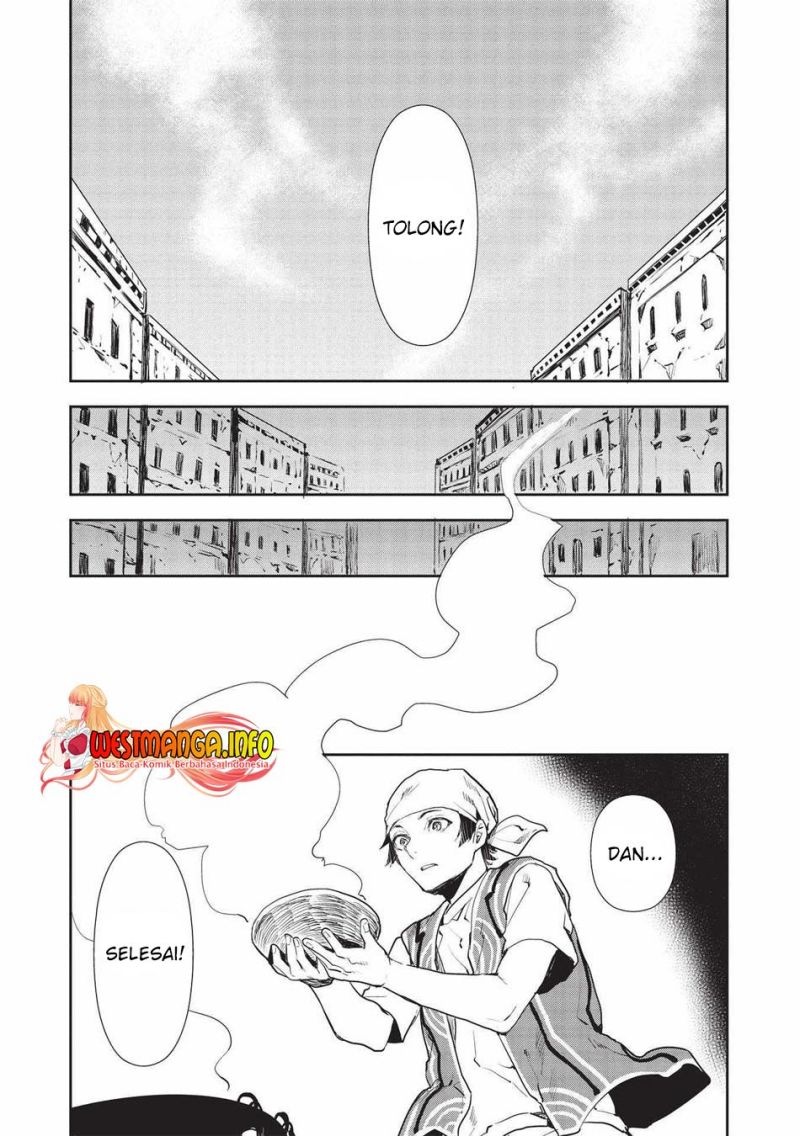 TOLONG!
WESTMANGA.INFO
Situs Baca Komik Berbahasa Indonesia
DAN...
SELESAI!